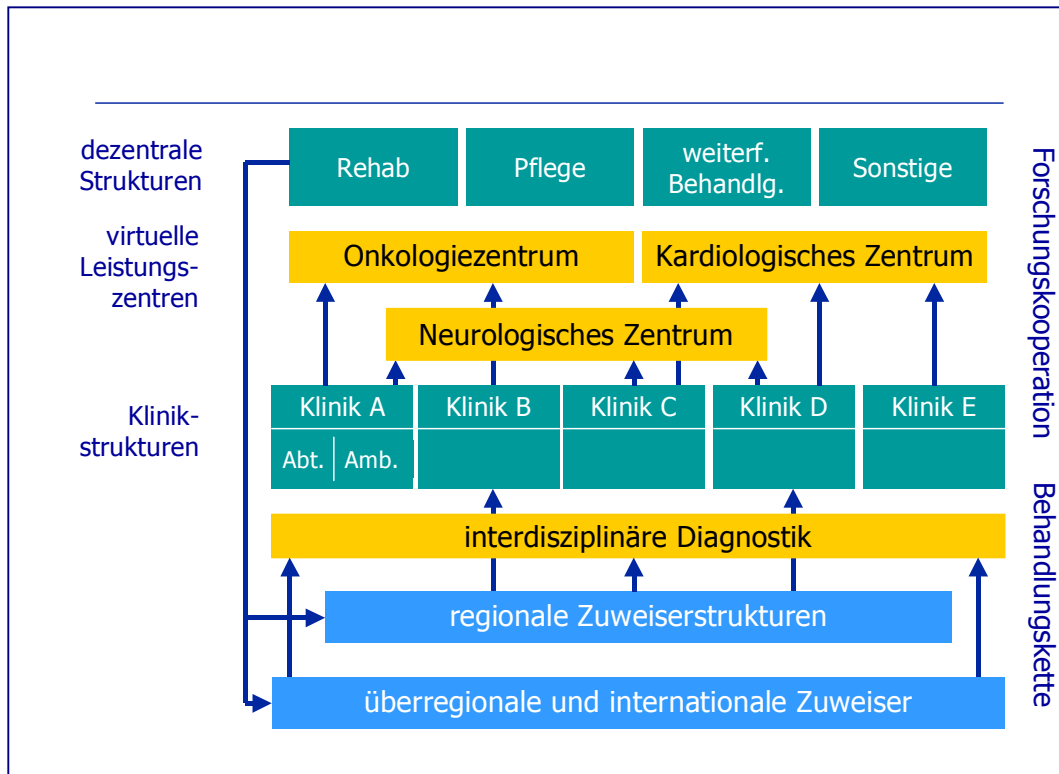 dezentrale
Strukturen
Rehab
Pflege
weiterf.
Behandlg.
Sonstige
virtuelle
Leistungs-
zentren
Onkologiezentrum
Kardiologisches Zentrum
Neurologisches Zentrum
Klinik-
strukturen
Klinik A
Klinik B
Klinik C
Klinik D
Klinik E
Abt.
Amb.
interdisziplinäre Diagnostik
regionale Zuweiserstrukturen
überregionale und internationale Zuweiser
Forschungskooperation
Behandlungskette